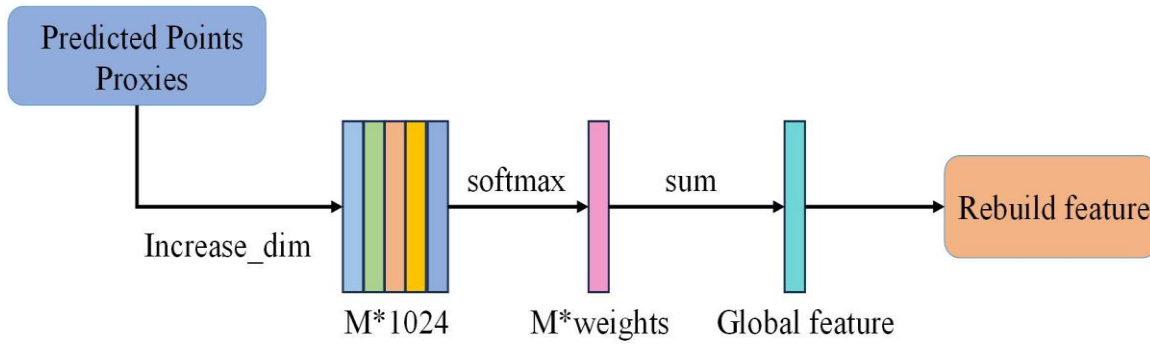 Predicted Points
Proxies
Increase_dim
M*1024
softmax
M*weights
sum
Global feature
Rebuild feature